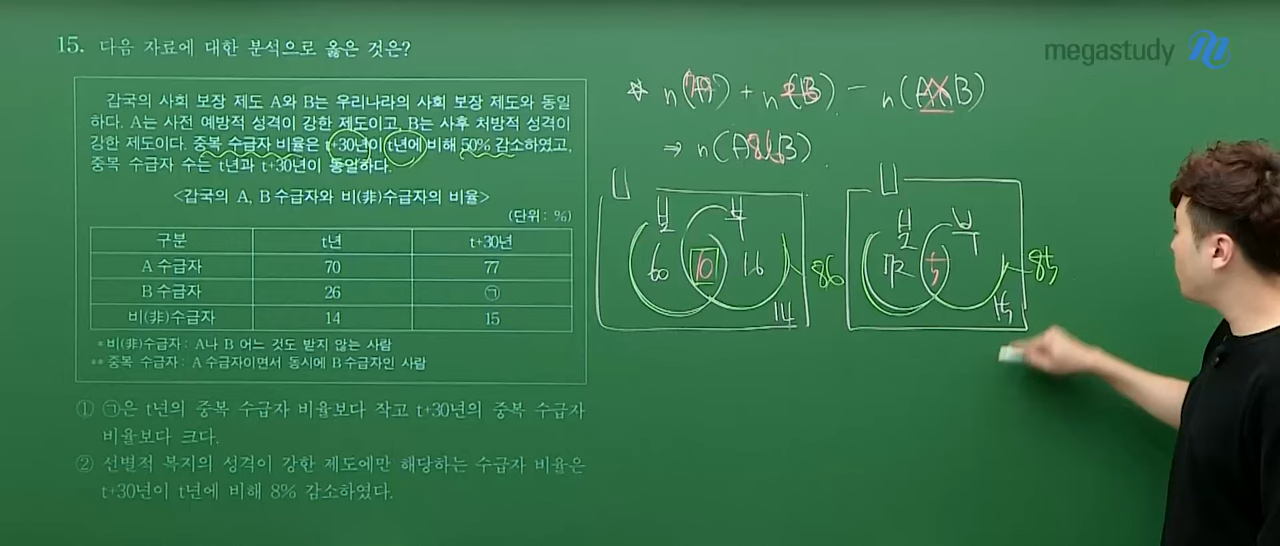 15. 다음 자료에 대한 분석으로 옳은 것은?
megastudy
갑국의 사회 보장 제도 A와 B는 우리나라의 사회 보장 제도와 동일
하다. A는 사전 예방적 성격이 강한 제도이고, B는 사후 처방적 성격이
강한 제도이다. 중복 수급자 비율은 t+30년이 t년에 비해 50% 감소하였고,
중복 수급자 수는 t년과 t+30년이 동일하다.
<갑국의 A, B 수급자와 비(非)수급자의 비율>
(단위: %)
구분 t년 t+30년
A 수급자 70 77
B 수급자 26 ㉠
비(非)수급자 14 15
* 비(非)수급자: A나 B 어느 것도 받지 않는 사람
** 중복 수급자: A 수급자이면서 동시에 B 수급자인 사람
① ㉠은 t년의 중복 수급자 비율보다 작고 t+30년의 중복 수급자
비율보다 크다.
② 선별적 복지의 성격이 강한 제도에만 해당하는 수급자 비율은
t+30년이 t년에 비해 8% 감소하였다.
U
보 부
60 10 16
14
86
U
보 부
72 5
15
85